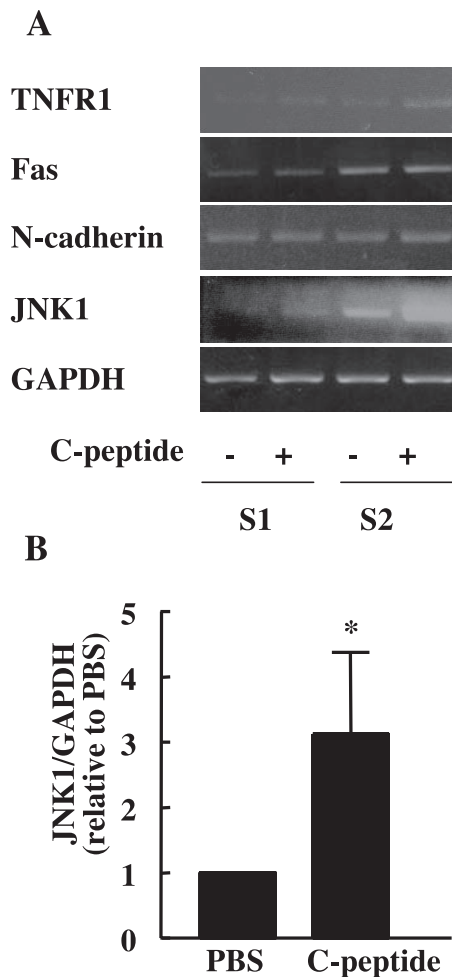 A
TNFR1
Fas
N-cadherin
JNK1
GAPDH
C-peptide - + - +
S1 S2
B
JNK1/GAPDH
(relative to PBS)
5
4
3
2
1
0
*
PBS C-peptide